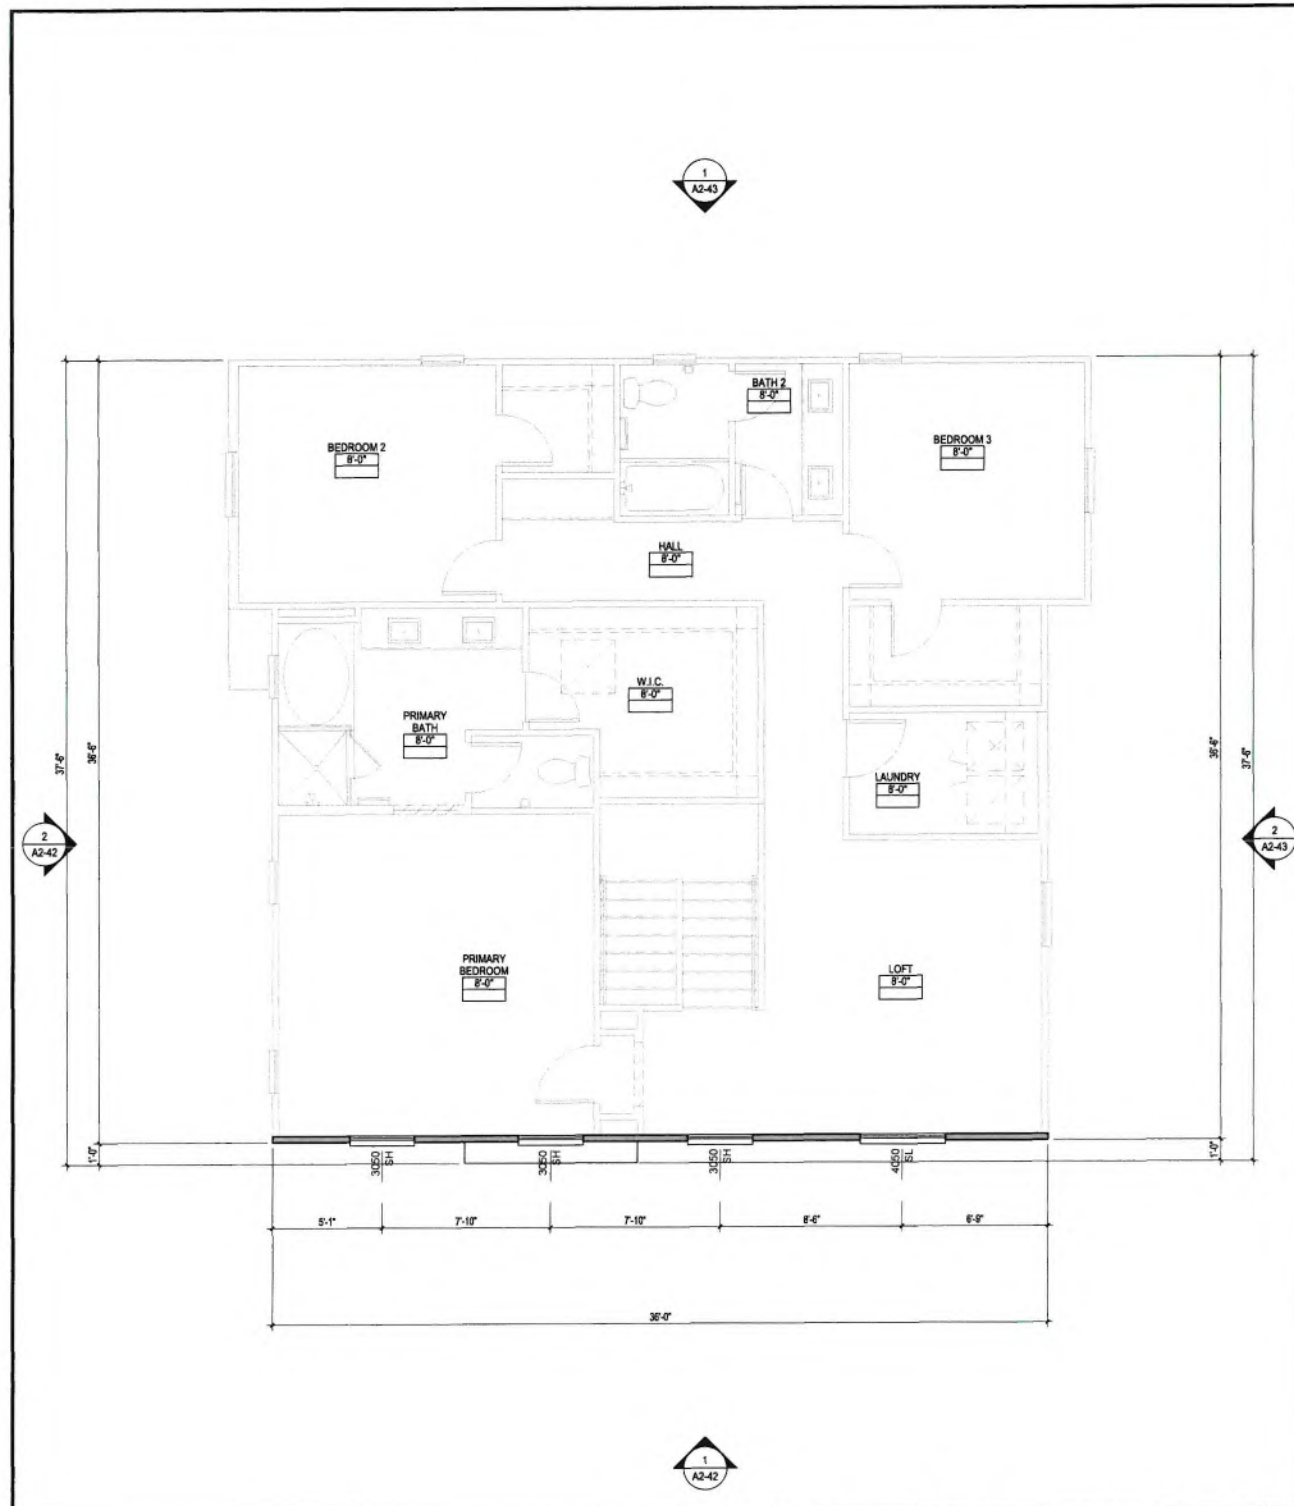 1
A2-43
BATH 2
8'-0"
BEDROOM 2
8'-0"
BEDROOM 3
8'-0"
HALL
8'-0"
W.I.C.
8'-0"
PRIMARY
BATH
8'-0"
37'-6"
36'-6"
36'-6"
37'-6"
LAUNDRY
8'-0"
2
A2-42
2
A2-43
PRIMARY
BEDROOM
8'-0"
LOFT
8'-0"
1'-0"
3050
SH
3050
SH
3050
SH
4050
SL
1'-0"
5'-1"
7'-10"
7'-10"
8'-6"
6'-9"
36'-0"
1
A2-42